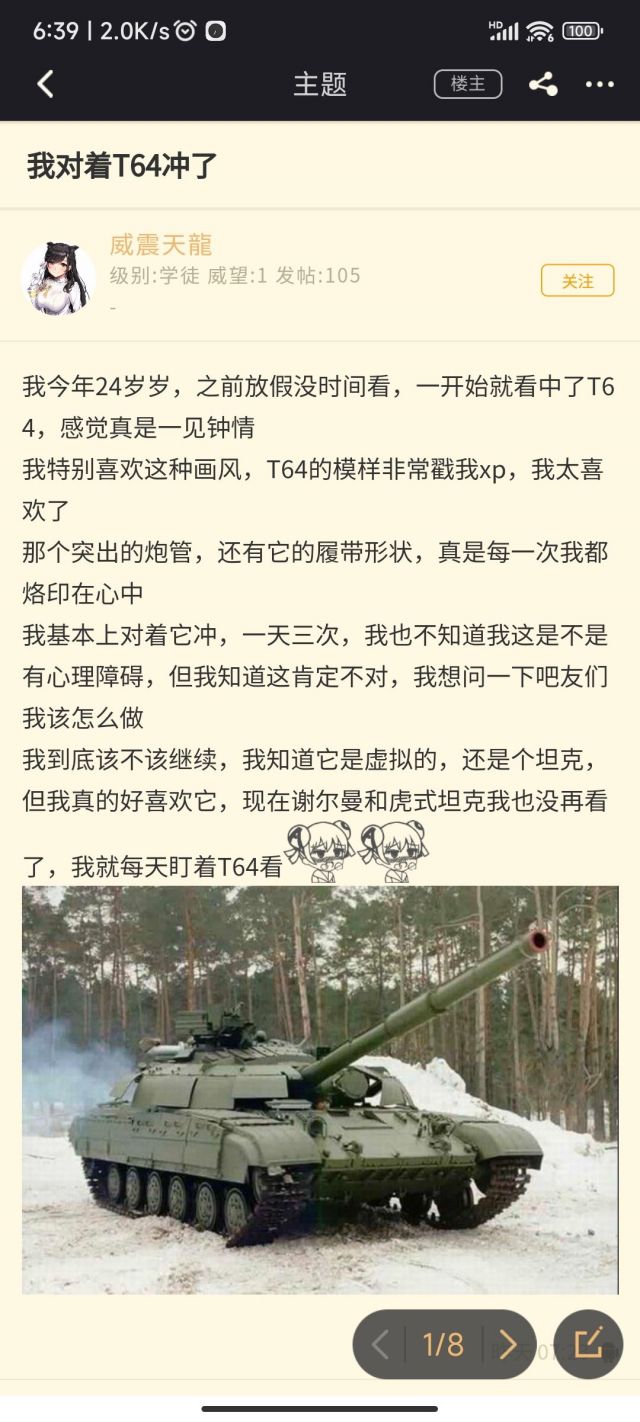 6:39 | 2.0K/s
HD
6
100
主题
楼主
我对着T64冲了
威震天龍
级别:学徒 威望:1 发帖:105
-
关注
我今年24岁岁，之前放假没时间看，一开始就看中了T6
4，感觉真是一见钟情
我特别喜欢这种画风，T64的模样非常戳我xp，我太喜
欢了
那个突出的炮管，还有它的履带形状，真是每一次我都
烙印在心中
我基本上对着它冲，一天三次，我也不知道我这是不是
有心理障碍，但我知道这肯定不对，我想问一下吧友们
我该怎么做
我到底该不该继续，我知道它是虚拟的，还是个坦克，
但我真的好喜欢它，现在谢尔曼和虎式坦克我也没再看
了，我就每天盯着T64看
1/8